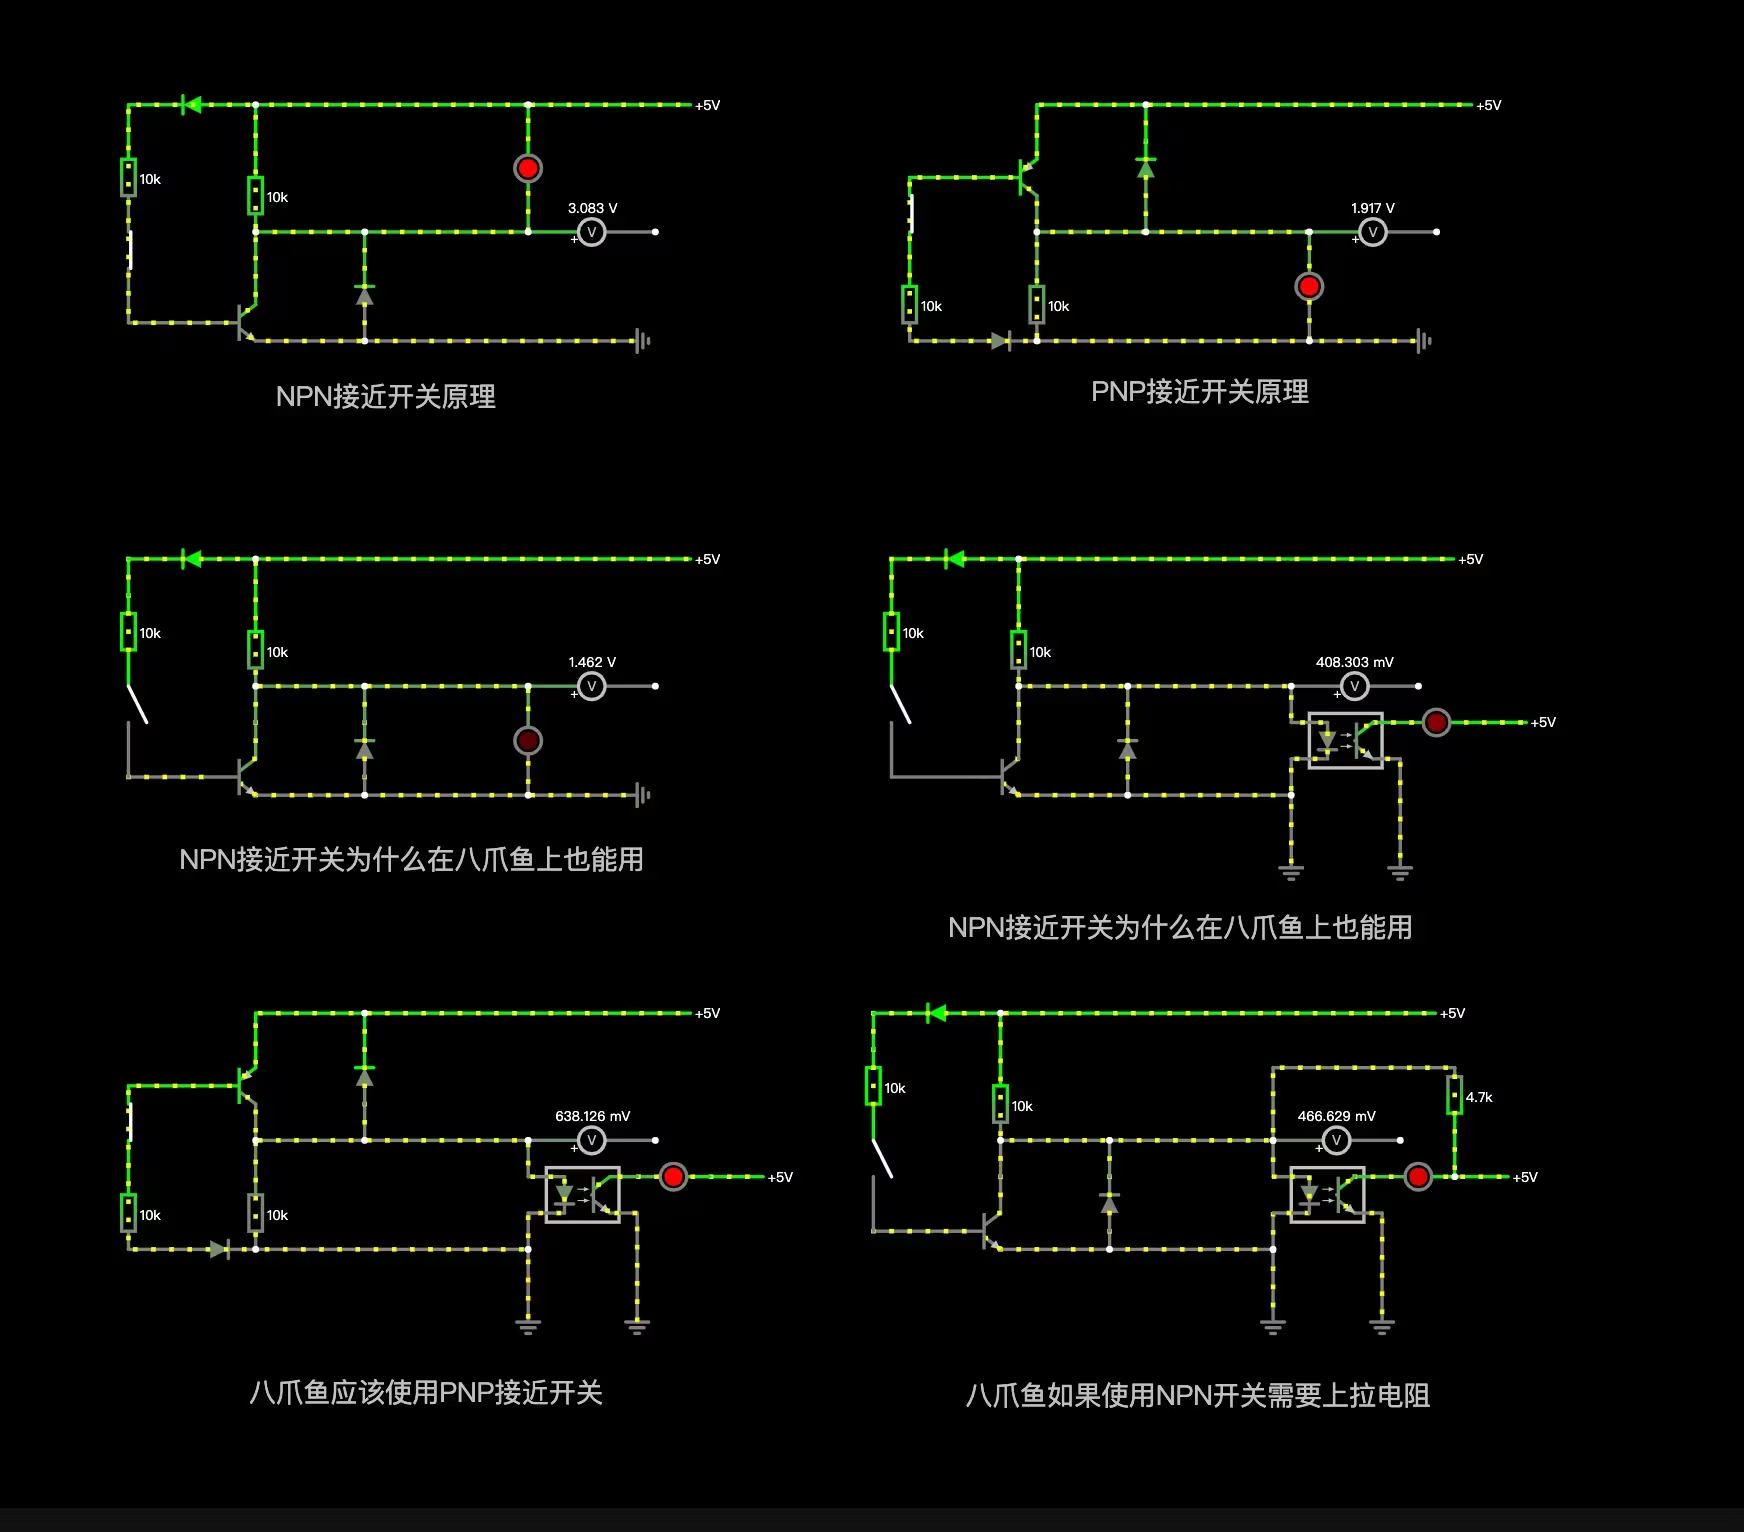 +5V
10k
10k
3.083 V
V
+
NPN接近开关原理
+5V
1.917 V
V
+
10k
10k
PNP接近开关原理
+5V
10k
10k
1.462 V
V
+
NPN接近开关为什么在八爪鱼上也能用
+5V
10k
10k
408.303 mV
V
+
+5V
NPN接近开关为什么在八爪鱼上也能用
+5V
638.126 mV
V
+
+5V
10k
10k
八爪鱼应该使用PNP接近开关
+5V
10k
10k
4.7k
466.629 mV
V
+
+5V
八爪鱼如果使用NPN开关需要上拉电阻